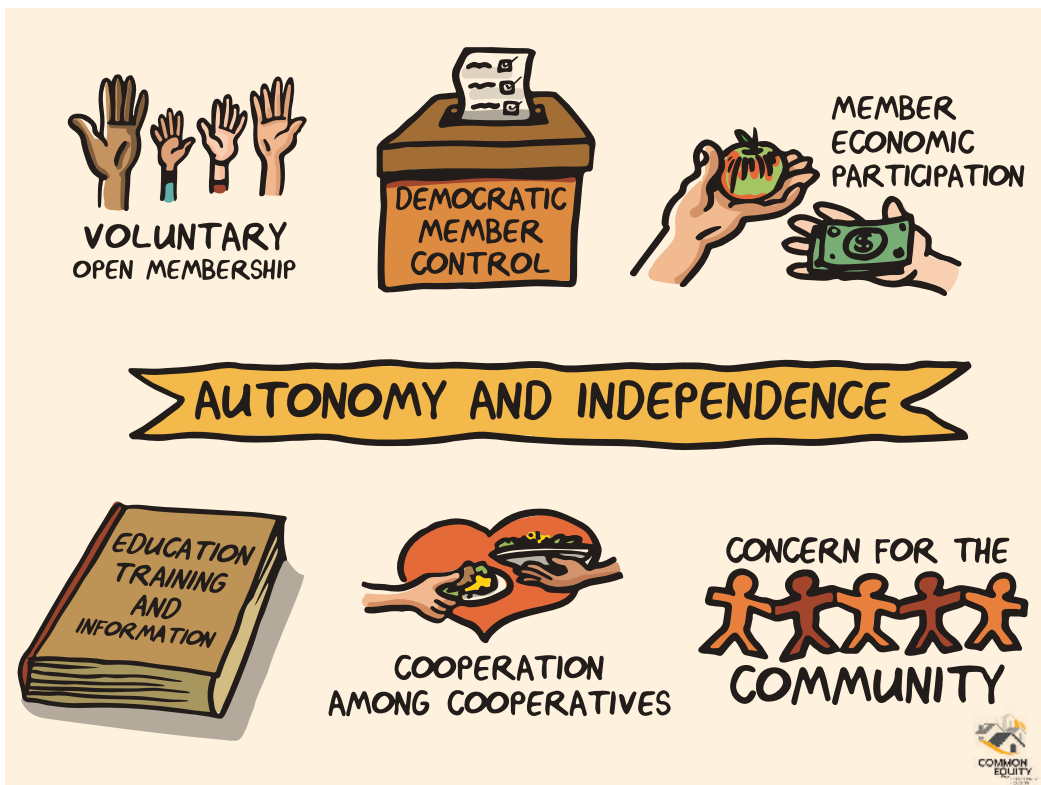 VOLUNTARY
OPEN MEMBERSHIP
DEMOCRATIC
MEMBER
CONTROL
MEMBER
ECONOMIC
PARTICIPATION
$
AUTONOMY AND INDEPENDENCE
EDUCATION
TRAINING
AND
INFORMATION
COOPERATION
AMONG COOPERATIVES
CONCERN FOR THE
COMMUNITY
COMMON
EQUITY